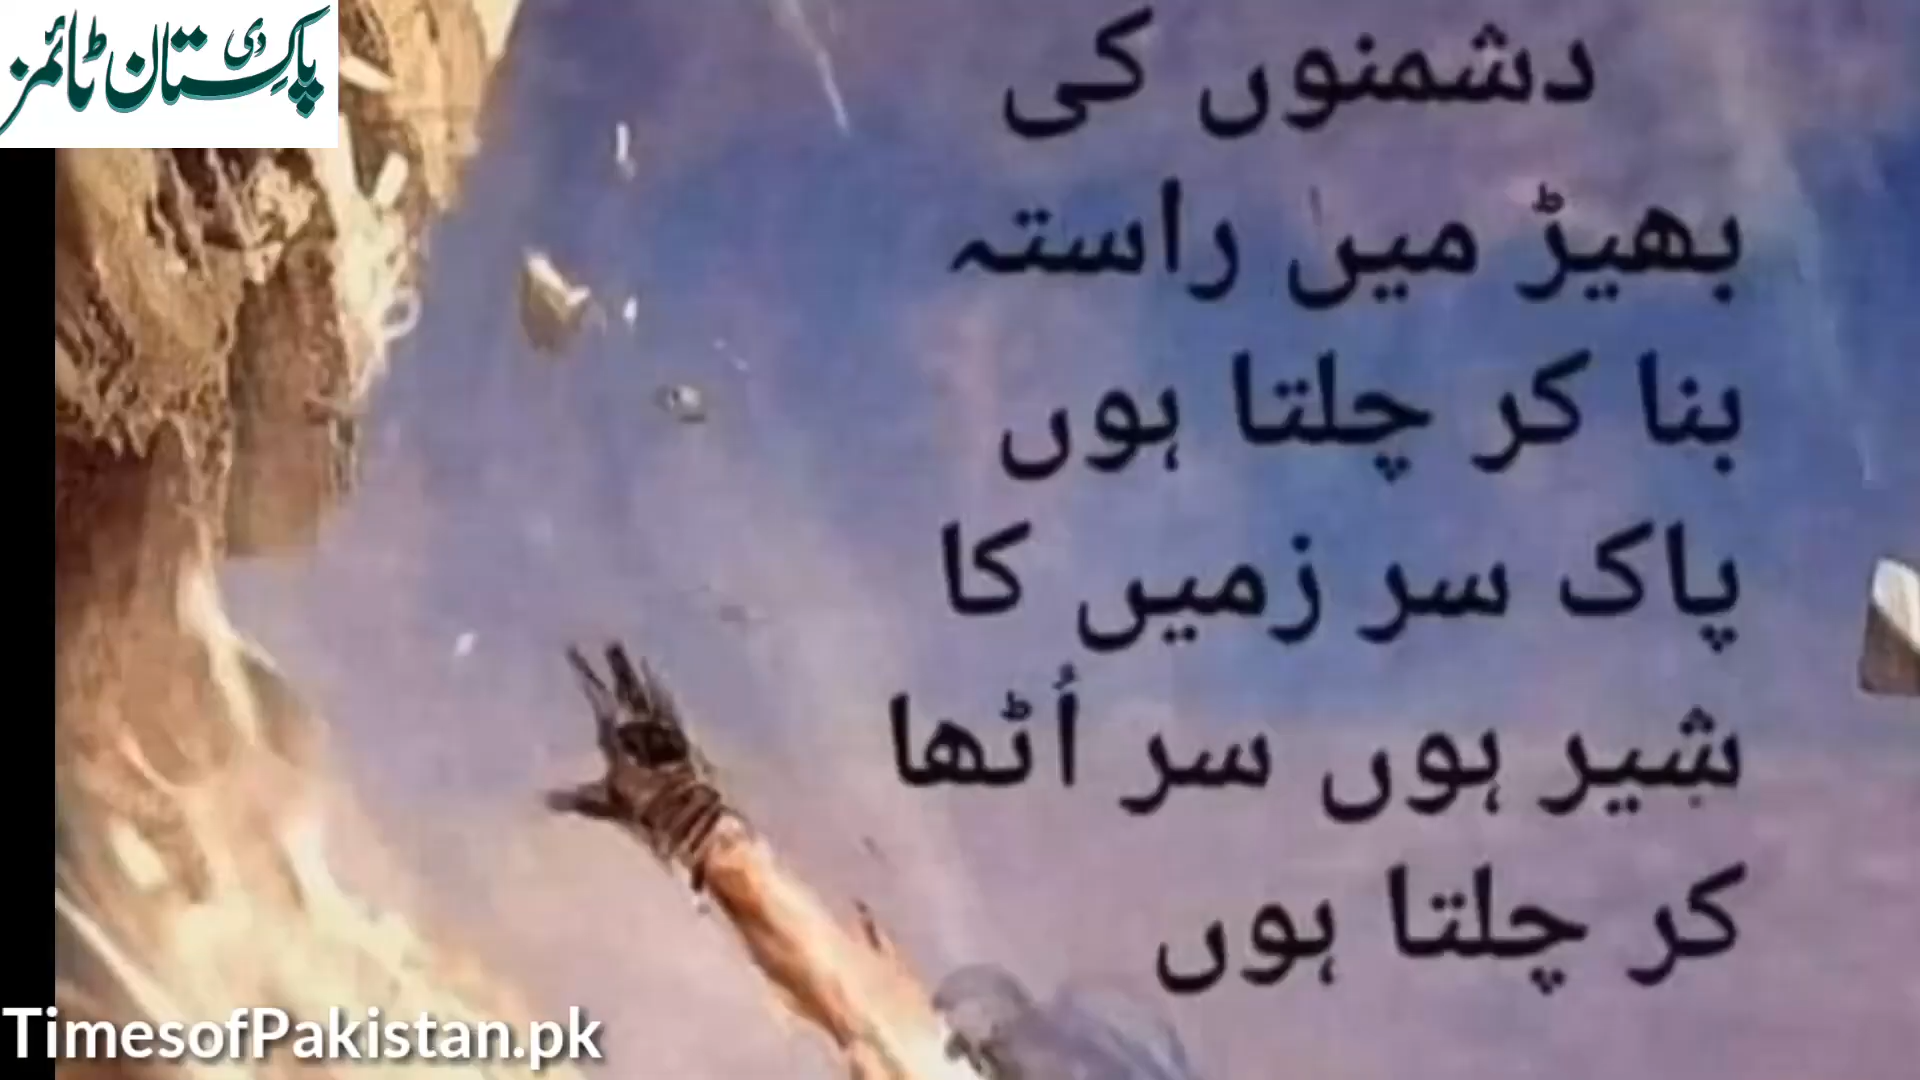 پاکستان دی ٹائمز
دشمنوں کی
بھیڑ میں راستہ
بنا کر چلتا ہوں
پاک سر زمیں کا
شیر ہوں سر اُٹھا
کر چلتا ہوں
TimesofPakistan.pk